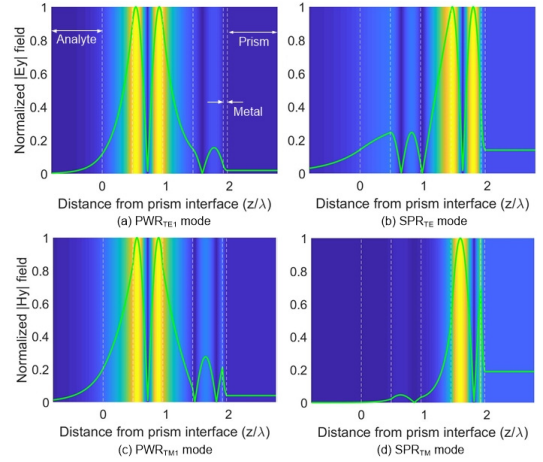 1
0.8
0.6
0.4
0.2
0
Normalized |Ey| field
Analyte
Prism
Metal
0 1 2
Distance from prism interface (z/λ)
(a) PWRTE1 mode
1
0.8
0.6
0.4
0.2
0
0 1 2
Distance from prism interface (z/λ)
(b) SPRTE mode
1
0.8
0.6
0.4
0.2
0
Normalized |Hy| field
0 1 2
Distance from prism interface (z/λ)
(c) PWRTM1 mode
1
0.8
0.6
0.4
0.2
0
0 1 2
Distance from prism interface (z/λ)
(d) SPRTM mode